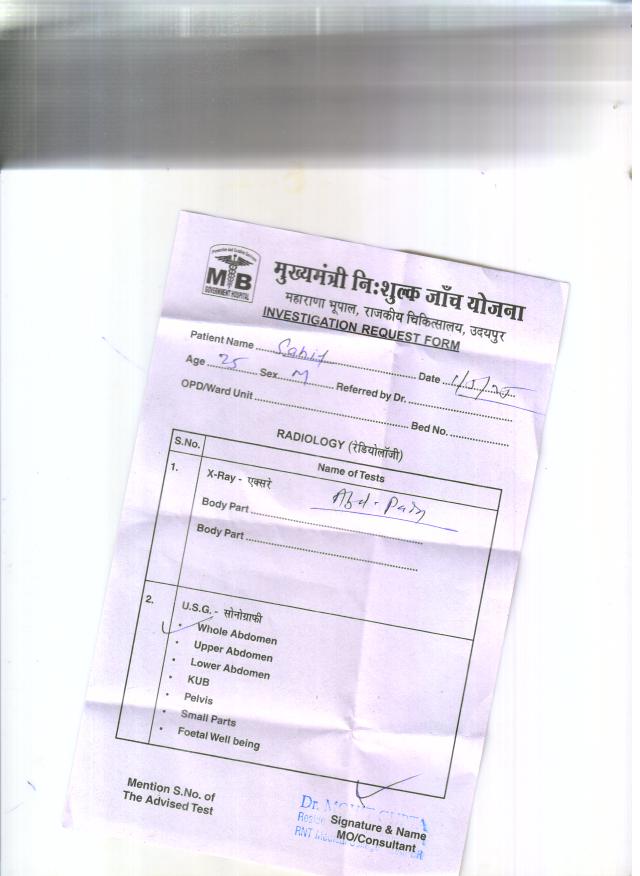 MB
GOVERNMENT HOSPITAL
मुख्यमंत्री नि:शुल्क जाँच योजना
महाराणा भूपाल, राजकीय चिकित्सालय, उदयपुर
INVESTIGATION REQUEST FORM
Patient Name Date
Age 25 Sex M Referred by Dr.
OPD/Ward Unit Bed No.
RADIOLOGY (रेडियोलॉजी)
S.No. Name of Tests
1. X-Ray - एक्सरे
Body Part Abd.
Body Part
2. U.S.G. - सोनोग्राफी
• Whole Abdomen
• Upper Abdomen
• Lower Abdomen
• KUB
• Pelvis
• Small Parts
• Foetal Well being
Mention S.No. of
The Advised Test
Dr.
Signature & Name
MO/Consultant
RNT